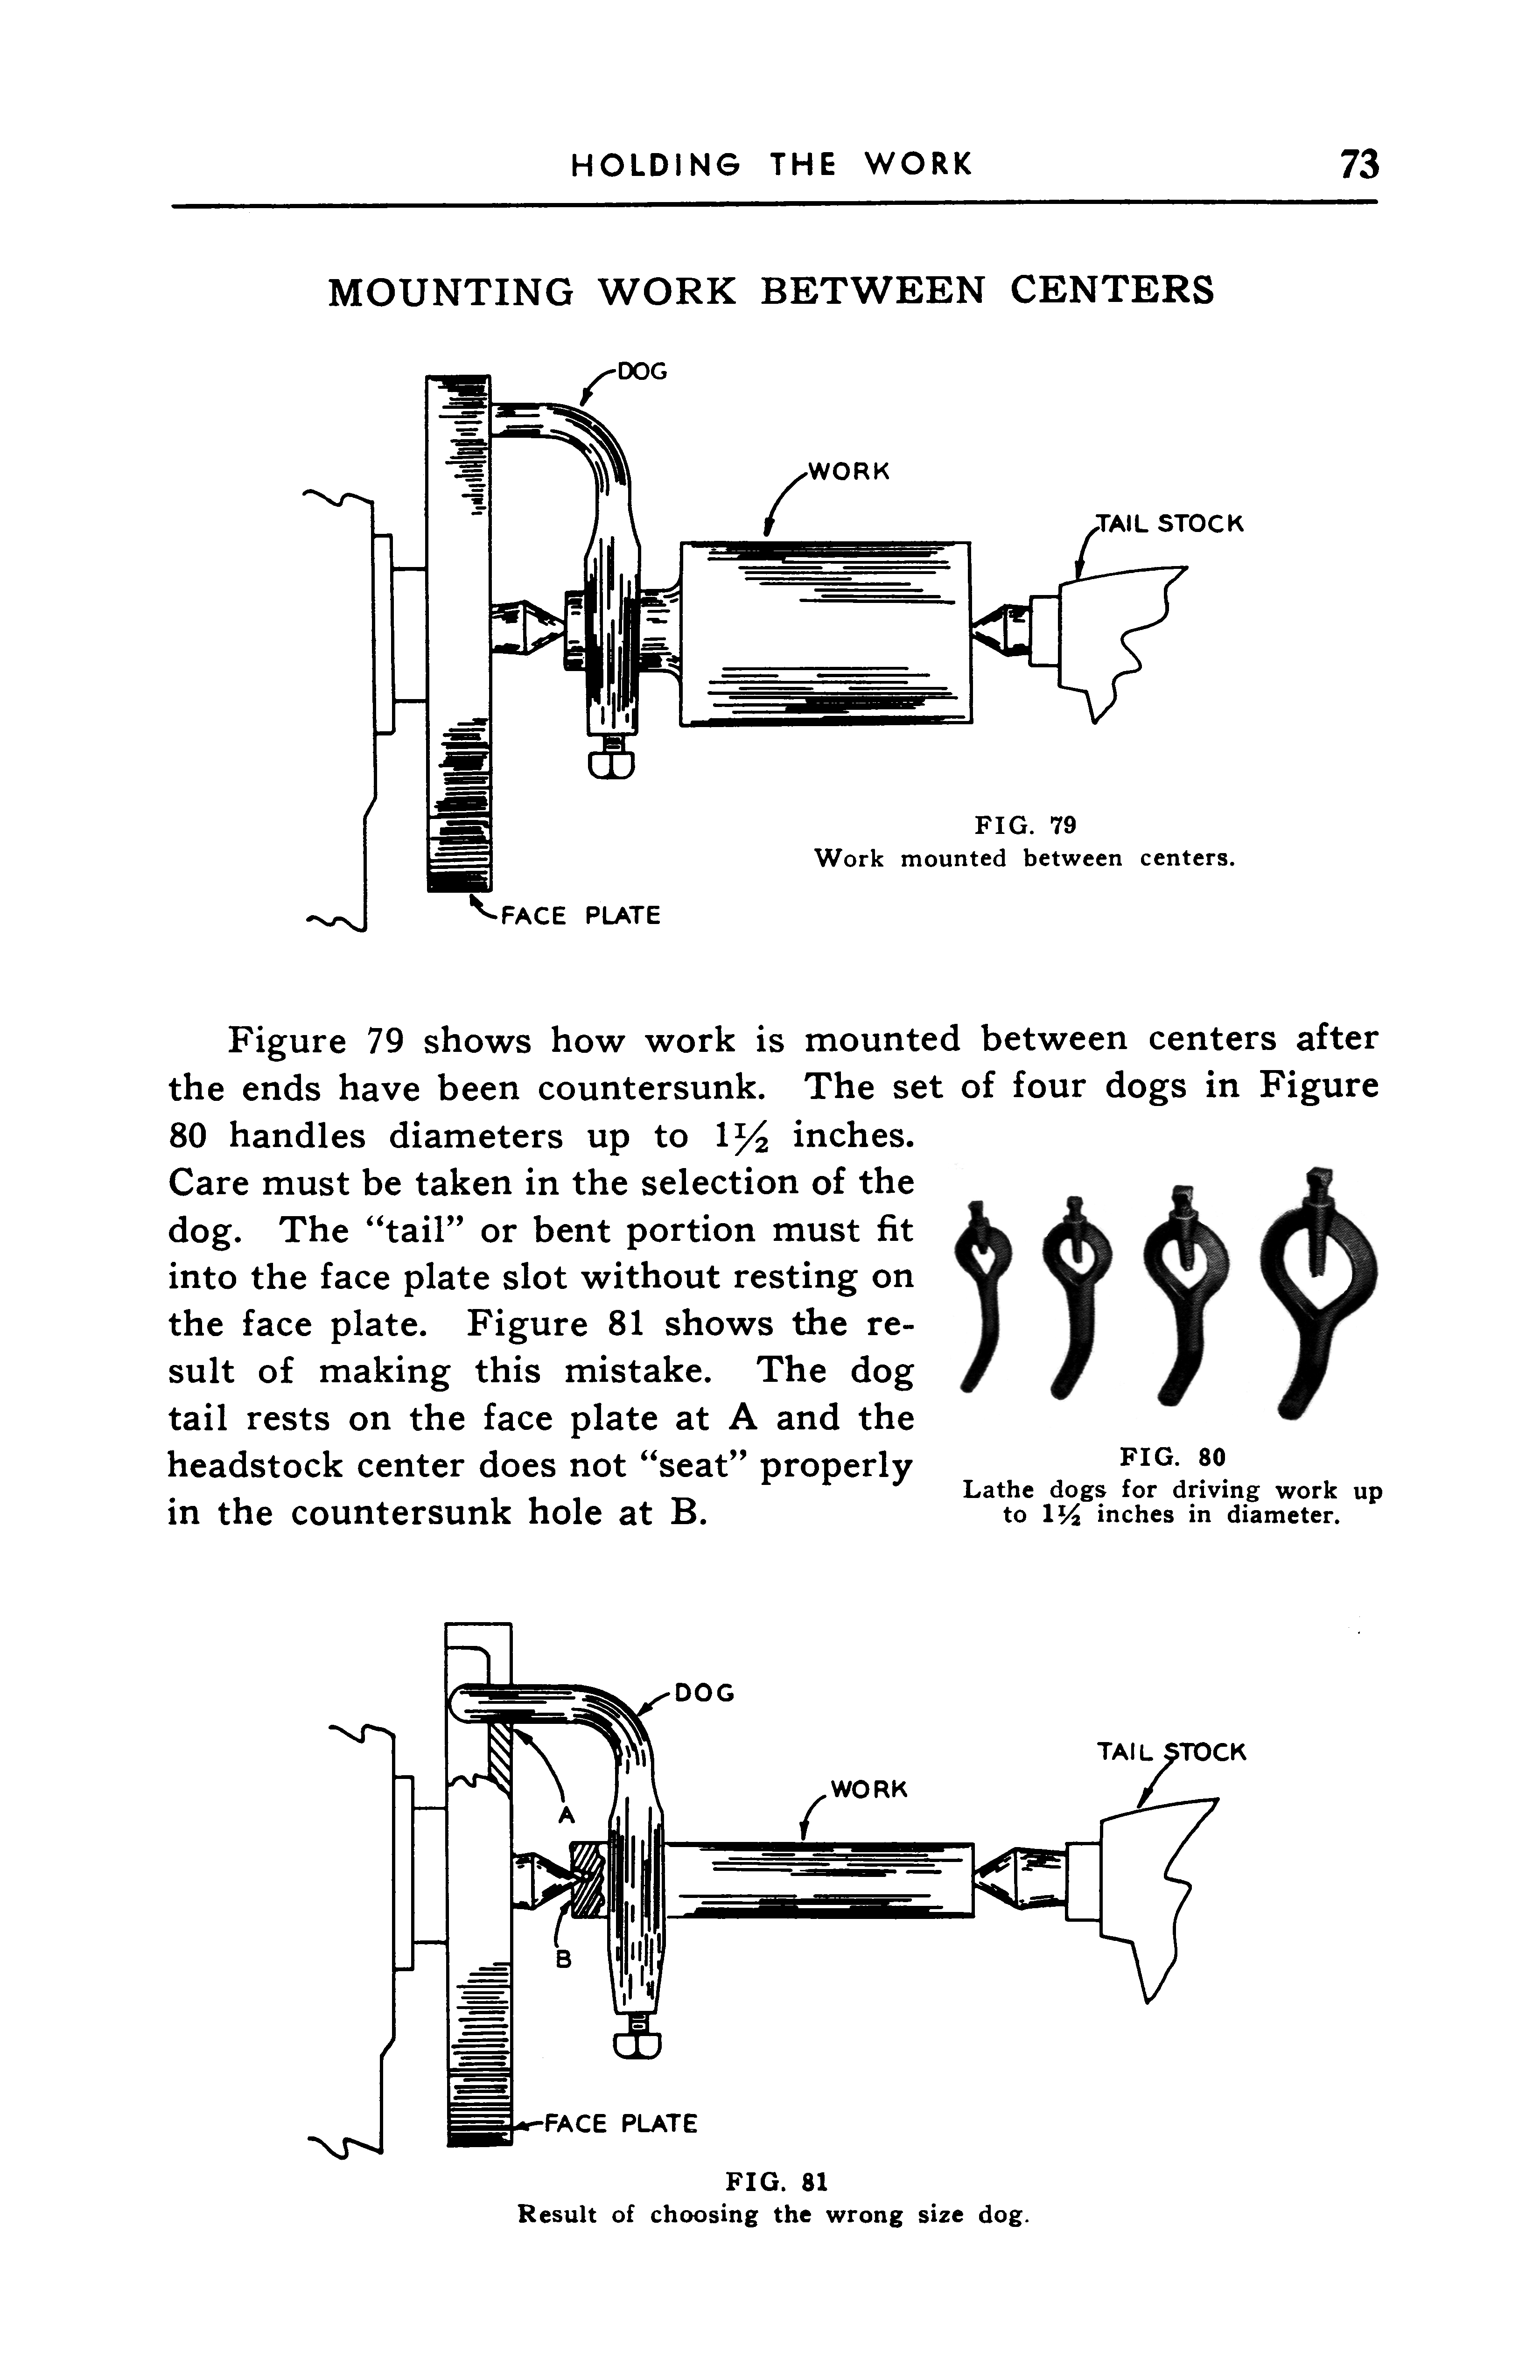 HOLDING THE WORK 73
MOUNTING WORK BETWEEN CENTERS
DOG
WORK
TAIL STOCK
FIG. 79
Work mounted between centers.
FACE PLATE
Figure 79 shows how work is mounted between centers after
the ends have been countersunk. The set of four dogs in Figure
80 handles diameters up to 1½ inches.
Care must be taken in the selection of the
dog. The “tail” or bent portion must fit
into the face plate slot without resting on
the face plate. Figure 81 shows the re-
sult of making this mistake. The dog
tail rests on the face plate at A and the
headstock center does not “seat” properly
in the countersunk hole at B.
FIG. 80
Lathe dogs for driving work up
to 1½ inches in diameter.
DOG
TAIL STOCK
WORK
A
B
FACE PLATE
FIG. 81
Result of choosing the wrong size dog.